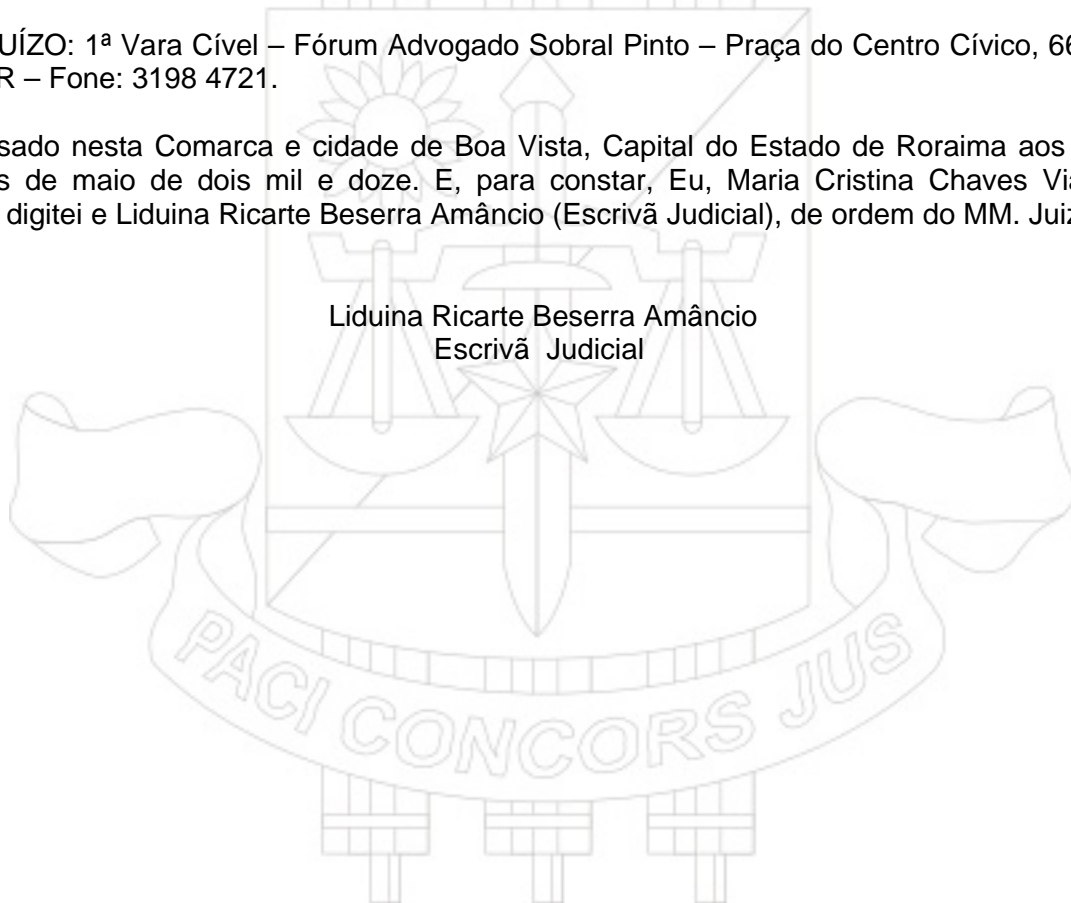 UÍZO: 1ª Vara Cível – Fórum Advogado Sobral Pinto – Praça do Centro Cívico, 66
R – Fone: 3198 4721.
sado nesta Comarca e cidade de Boa Vista, Capital do Estado de Roraima aos
s de maio de dois mil e doze. E, para constar, Eu, Maria Cristina Chaves Via
digitei e Liduina Ricarte Beserra Amâncio (Escrivã Judicial), de ordem do MM. Juiz
Liduina Ricarte Beserra Amâncio
Escrivã Judicial
PACI CONCORS JUS